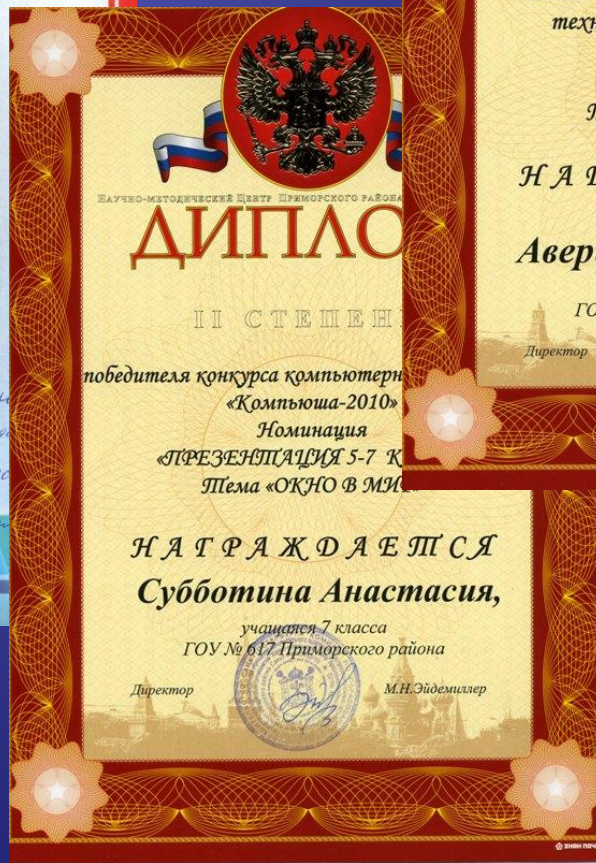 НАУЧНО-МЕТОДИЧЕСКИЙ ЦЕНТР ПРИМОРСКОГО РАЙОНА
ДИПЛО
II СТЕПЕН
победителя конкурса компьютерн
«Компьюша-2010»
Номинация
«ПРЕЗЕНТАЦИЯ 5-7 К
Тема «ОКНО В МИ
НАГРАЖДАЕТСЯ
Субботина Анастасия,
учащаяся 7 класса
ГОУ № 617 Приморского района
Директор М.Н.Эйдемиллер
техн
НА
Авер
ГО
Директор